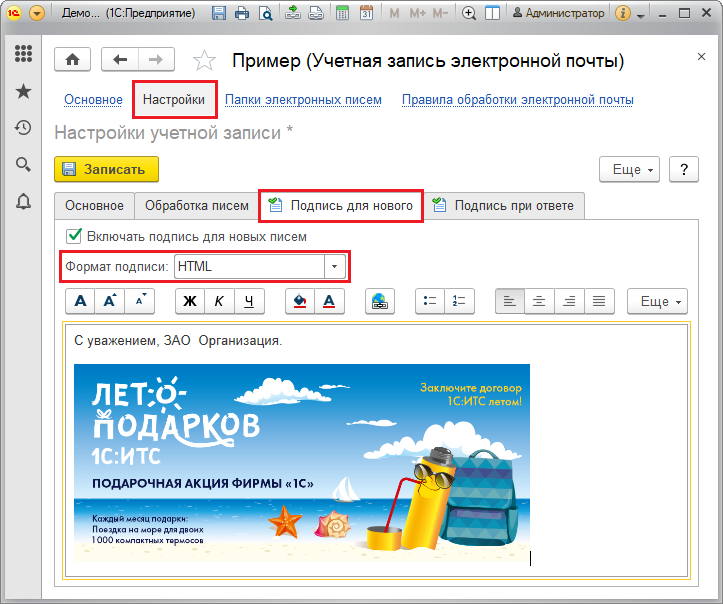 Демо... (1С:Предприятие)
M M+ M−
Администратор
Пример (Учетная запись электронной почты)
Основное Настройки Папки электронных писем Правила обработки электронной почты
Настройки учетной записи *
Записать Еще ?
Основное Обработка писем Подпись для нового Подпись при ответе
Включать подпись для новых писем
Формат подписи: HTML
А А А Ж К Ч А Еще
С уважением, ЗАО Организация.
ЛЕТО
ПОДАРКОВ
1С:ИТС
Заключите договор
1С:ИТС летом!
ПОДАРОЧНАЯ АКЦИЯ ФИРМЫ «1С»
Каждый месяц подарки:
Поездка на море для двоих
1000 компактных термосов